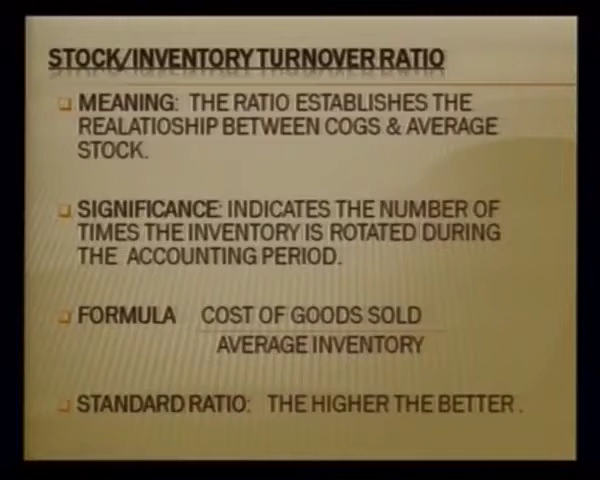 STOCK/INVENTORY TURNOVER RATIO
MEANING: THE RATIO ESTABLISHES THE
REALATIOSHIP BETWEEN COGS & AVERAGE
STOCK.
SIGNIFICANCE: INDICATES THE NUMBER OF
TIMES THE INVENTORY IS ROTATED DURING
THE ACCOUNTING PERIOD.
FORMULA COST OF GOODS SOLD
AVERAGE INVENTORY
STANDARD RATIO: THE HIGHER THE BETTER .